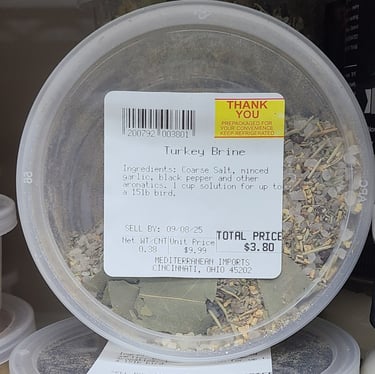 200792 003801
THANK
YOU
PREPACKAGED FOR
YOUR CONVENIENCE
KEEP REFRIGERATED
Turkey Brine
Ingredients: Coarse Salt, minced
garlic, black pepper and other
aromatics. 1 cup solution for up to
a 15lb bird.
SELL BY: 09-08-25
TOTAL PRICE
Net WT-CNT Unit Price
0.38 $9.99
$3.80
MEDITERRANEAN IMPORTS
CINCINNATI, OHIO 45202